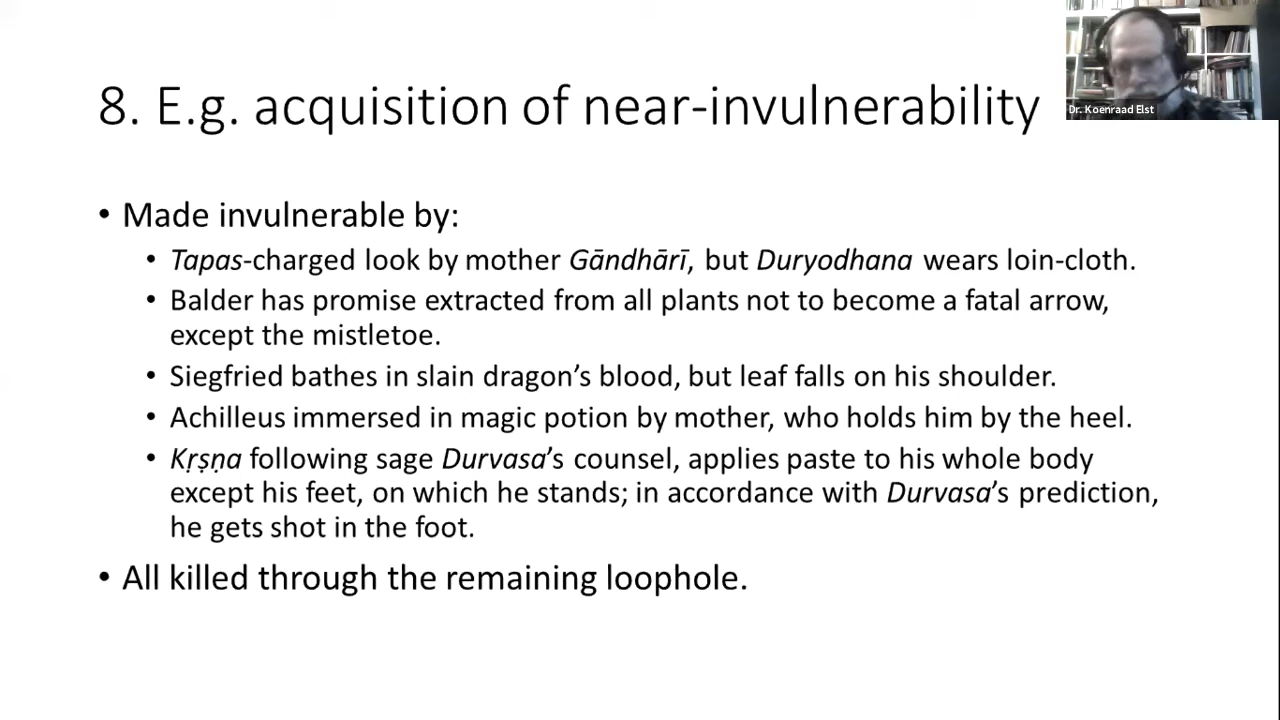 8. E.g. acquisition of near-invulnerability
Dr. Koenraad Elst
• Made invulnerable by:
• Tapas-charged look by mother Gāndhārī, but Duryodhana wears loin-cloth.
• Balder has promise extracted from all plants not to become a fatal arrow,
except the mistletoe.
• Siegfried bathes in slain dragon’s blood, but leaf falls on his shoulder.
• Achilleus immersed in magic potion by mother, who holds him by the heel.
• Kṛṣṇa following sage Durvasa’s counsel, applies paste to his whole body
except his feet, on which he stands; in accordance with Durvasa’s prediction,
he gets shot in the foot.
• All killed through the remaining loophole.